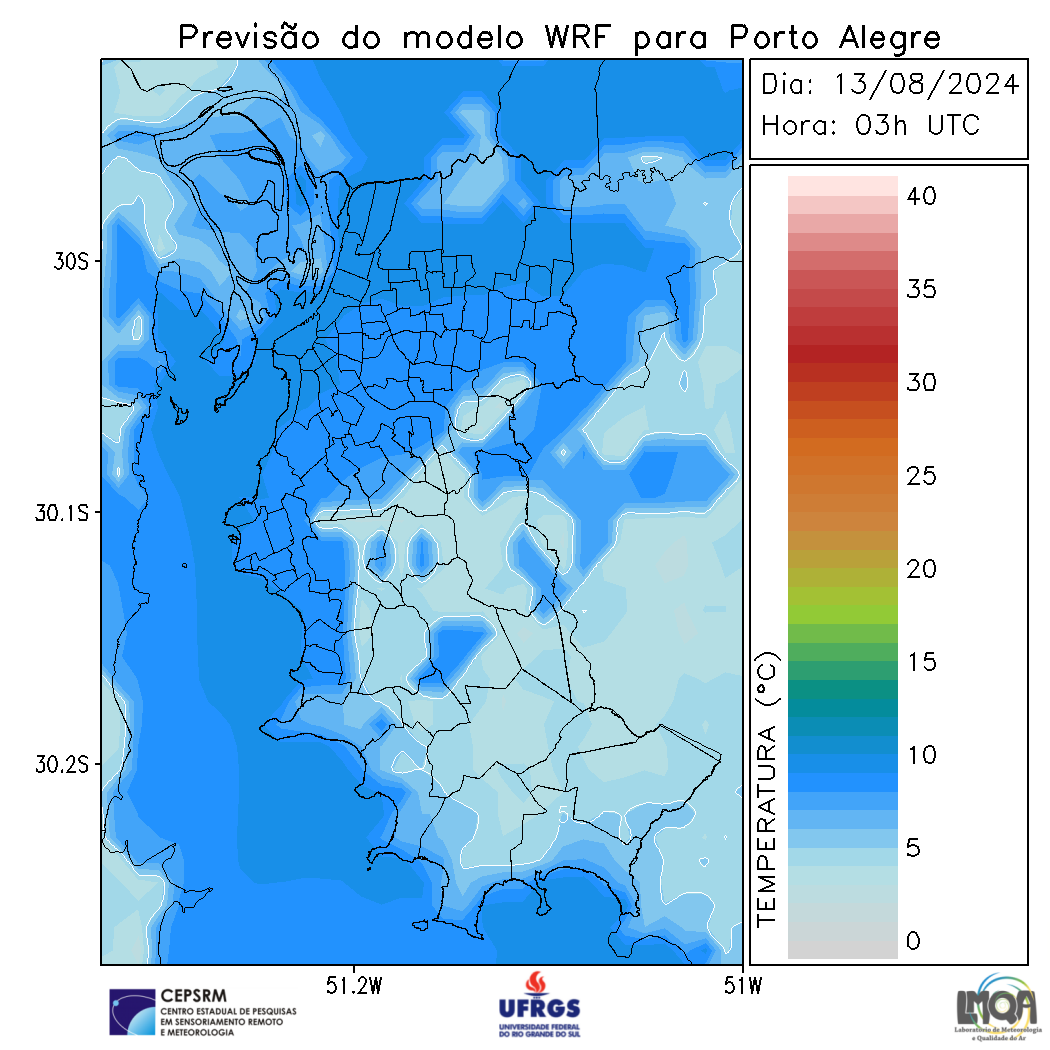 Previsão do modelo WRF para Porto Alegre
Dia: 13/08/2024
Hora: 03h UTC
30S
30.1S
30.2S
51.2W
51W
5
TEMPERATURA (°C)
40
35
30
25
20
15
10
5
0
CEPSRM
CENTRO ESTADUAL DE PESQUISAS
EM SENSORIAMENTO REMOTO
E METEOROLOGIA
UFRGS
UNIVERSIDADE FEDERAL
DO RIO GRANDE DO SUL
LMQA
Laboratório de Meteorologia
e Qualidade do Ar